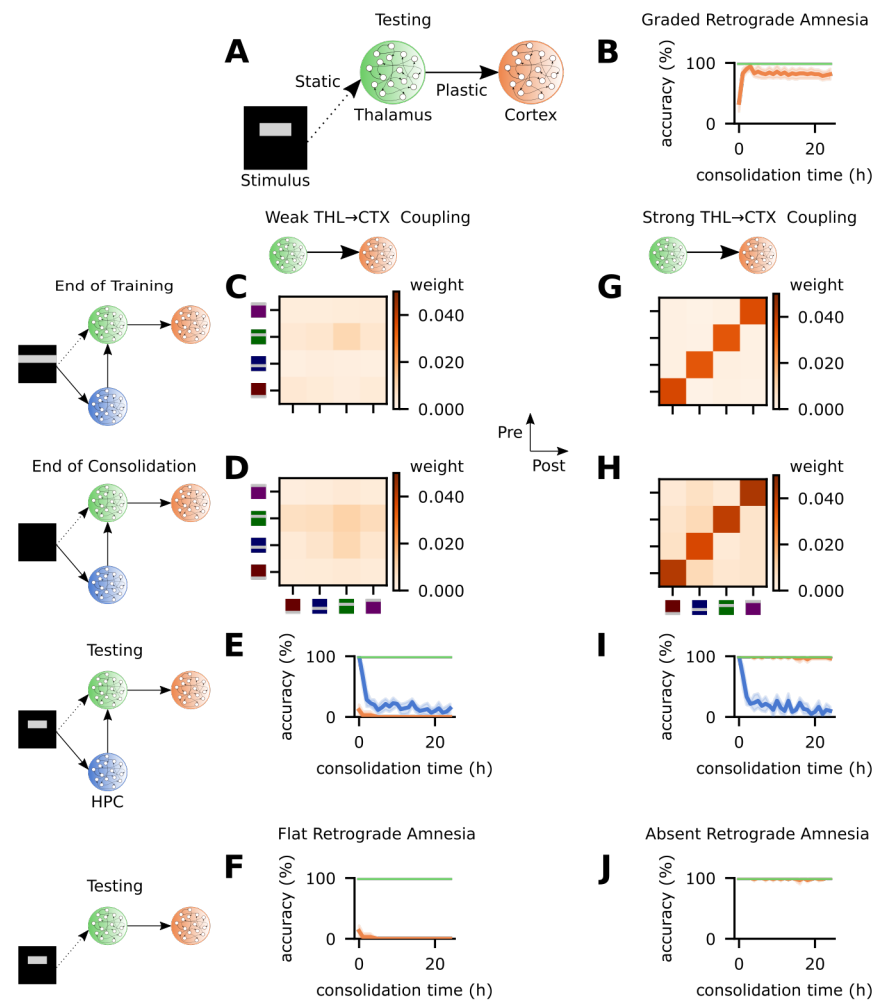 A
Testing
Static
Plastic
Thalamus
Cortex
Stimulus
B
Graded Retrograde Amnesia
accuracy (%)
100
0
0
20
consolidation time (h)
Weak THL→CTX Coupling
Strong THL→CTX Coupling
End of Training
C
weight
0.040
0.020
0.000
G
weight
0.040
0.020
0.000
Pre
Post
End of Consolidation
D
weight
0.040
0.020
0.000
H
weight
0.040
0.020
0.000
Testing
HPC
E
accuracy (%)
100
0
0
20
consolidation time (h)
I
accuracy (%)
100
0
0
20
consolidation time (h)
Testing
Flat Retrograde Amnesia
F
accuracy (%)
100
0
0
20
consolidation time (h)
Absent Retrograde Amnesia
J
accuracy (%)
100
0
0
20
consolidation time (h)